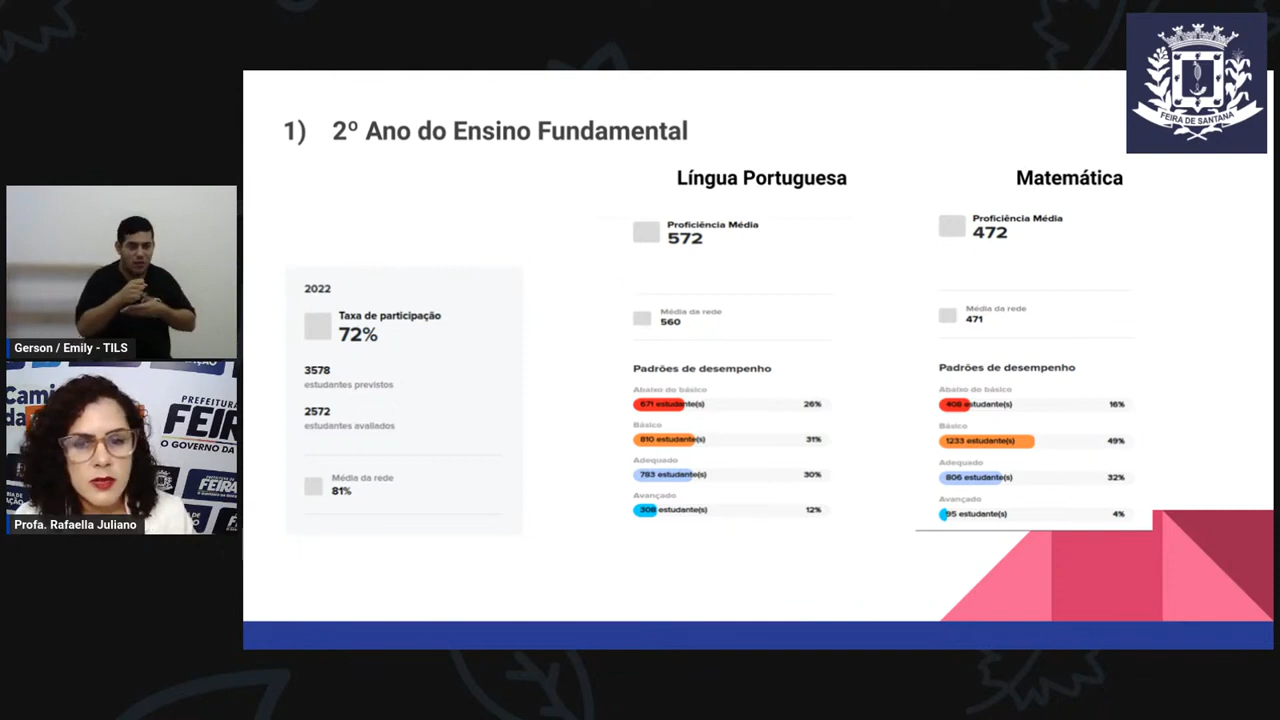 FEIRA DE SANTANA
1) 2º Ano do Ensino Fundamental
Língua Portuguesa
Matemática
2022
Taxa de participação
72%
3578
estudantes previstos
2572
estudantes avaliados
Média da rede
81%
Proficiência Média
572
Média da rede
560
Padrões de desempenho
Abaixo do básico
671 estudante(s) 26%
Básico
810 estudante(s) 31%
Adequado
783 estudante(s) 30%
Avançado
308 estudante(s) 12%
Proficiência Média
472
Média da rede
471
Padrões de desempenho
Abaixo do básico
408 estudante(s) 16%
Básico
1233 estudante(s) 49%
Adequado
806 estudante(s) 32%
Avançado
95 estudante(s) 4%
Gerson / Emily - TILS
PREFEITURA
FEIR
O GOVERNO DA
Profa. Rafaella Juliano